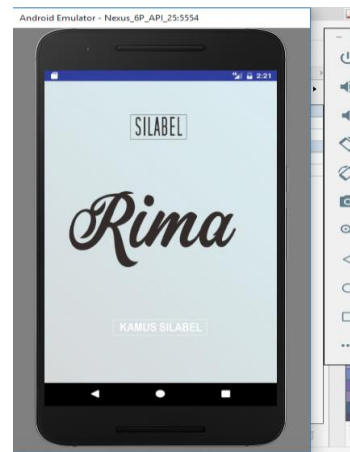 Android Emulator - Nexus_6P_API_25:5554
2:21
SILABEL
Rima
KAMUS SILABEL